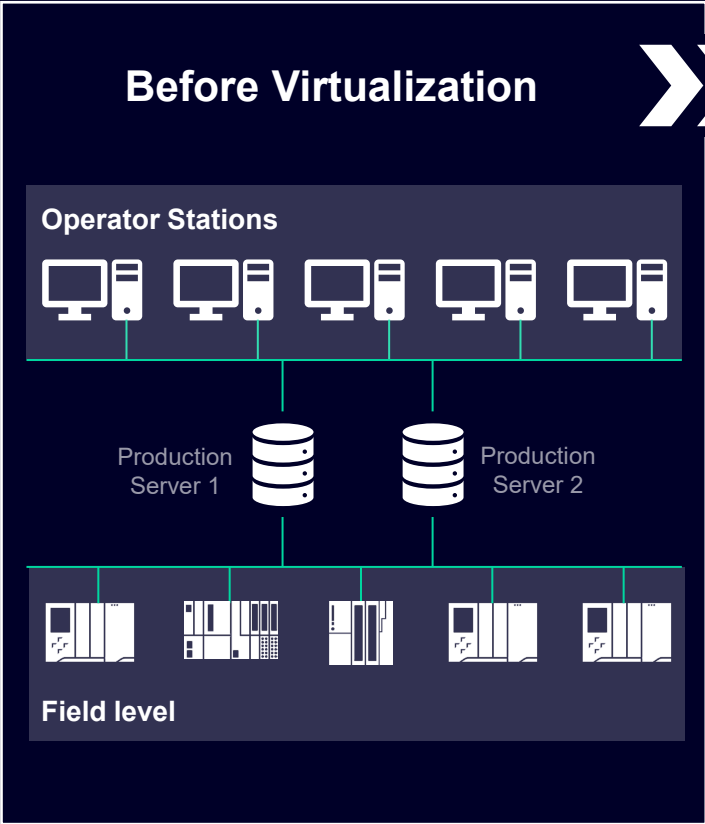 Before Virtualization
Operator Stations
Production
Server 1
Production
Server 2
Field level